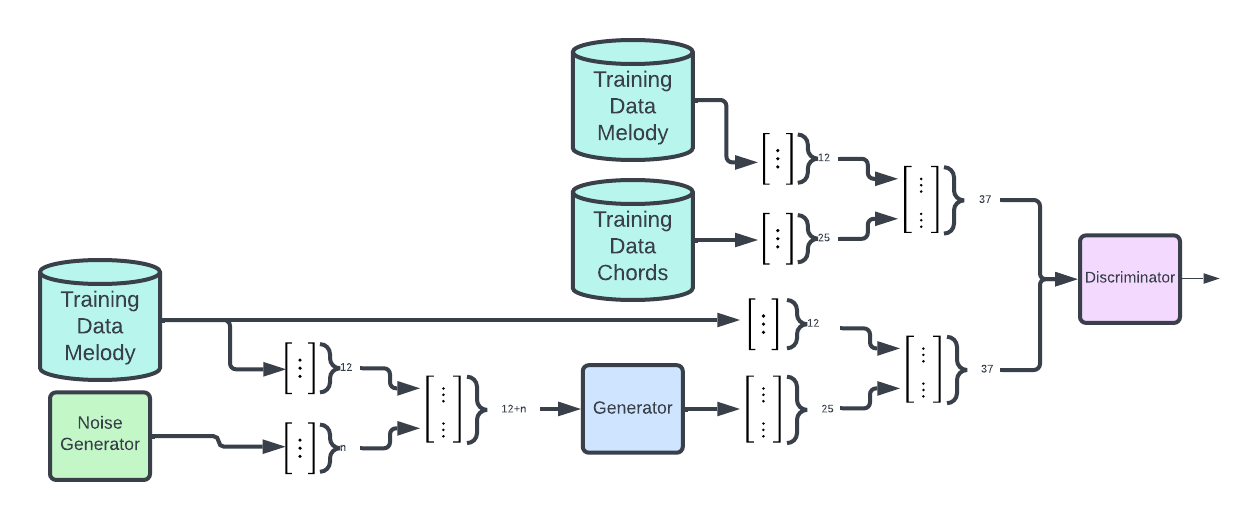 Training
Data
Melody
12
37
Training
Data
Chords
25
Discriminator
Training
Data
Melody
12
12
37
Noise
Generator
n
12+n
Generator
25